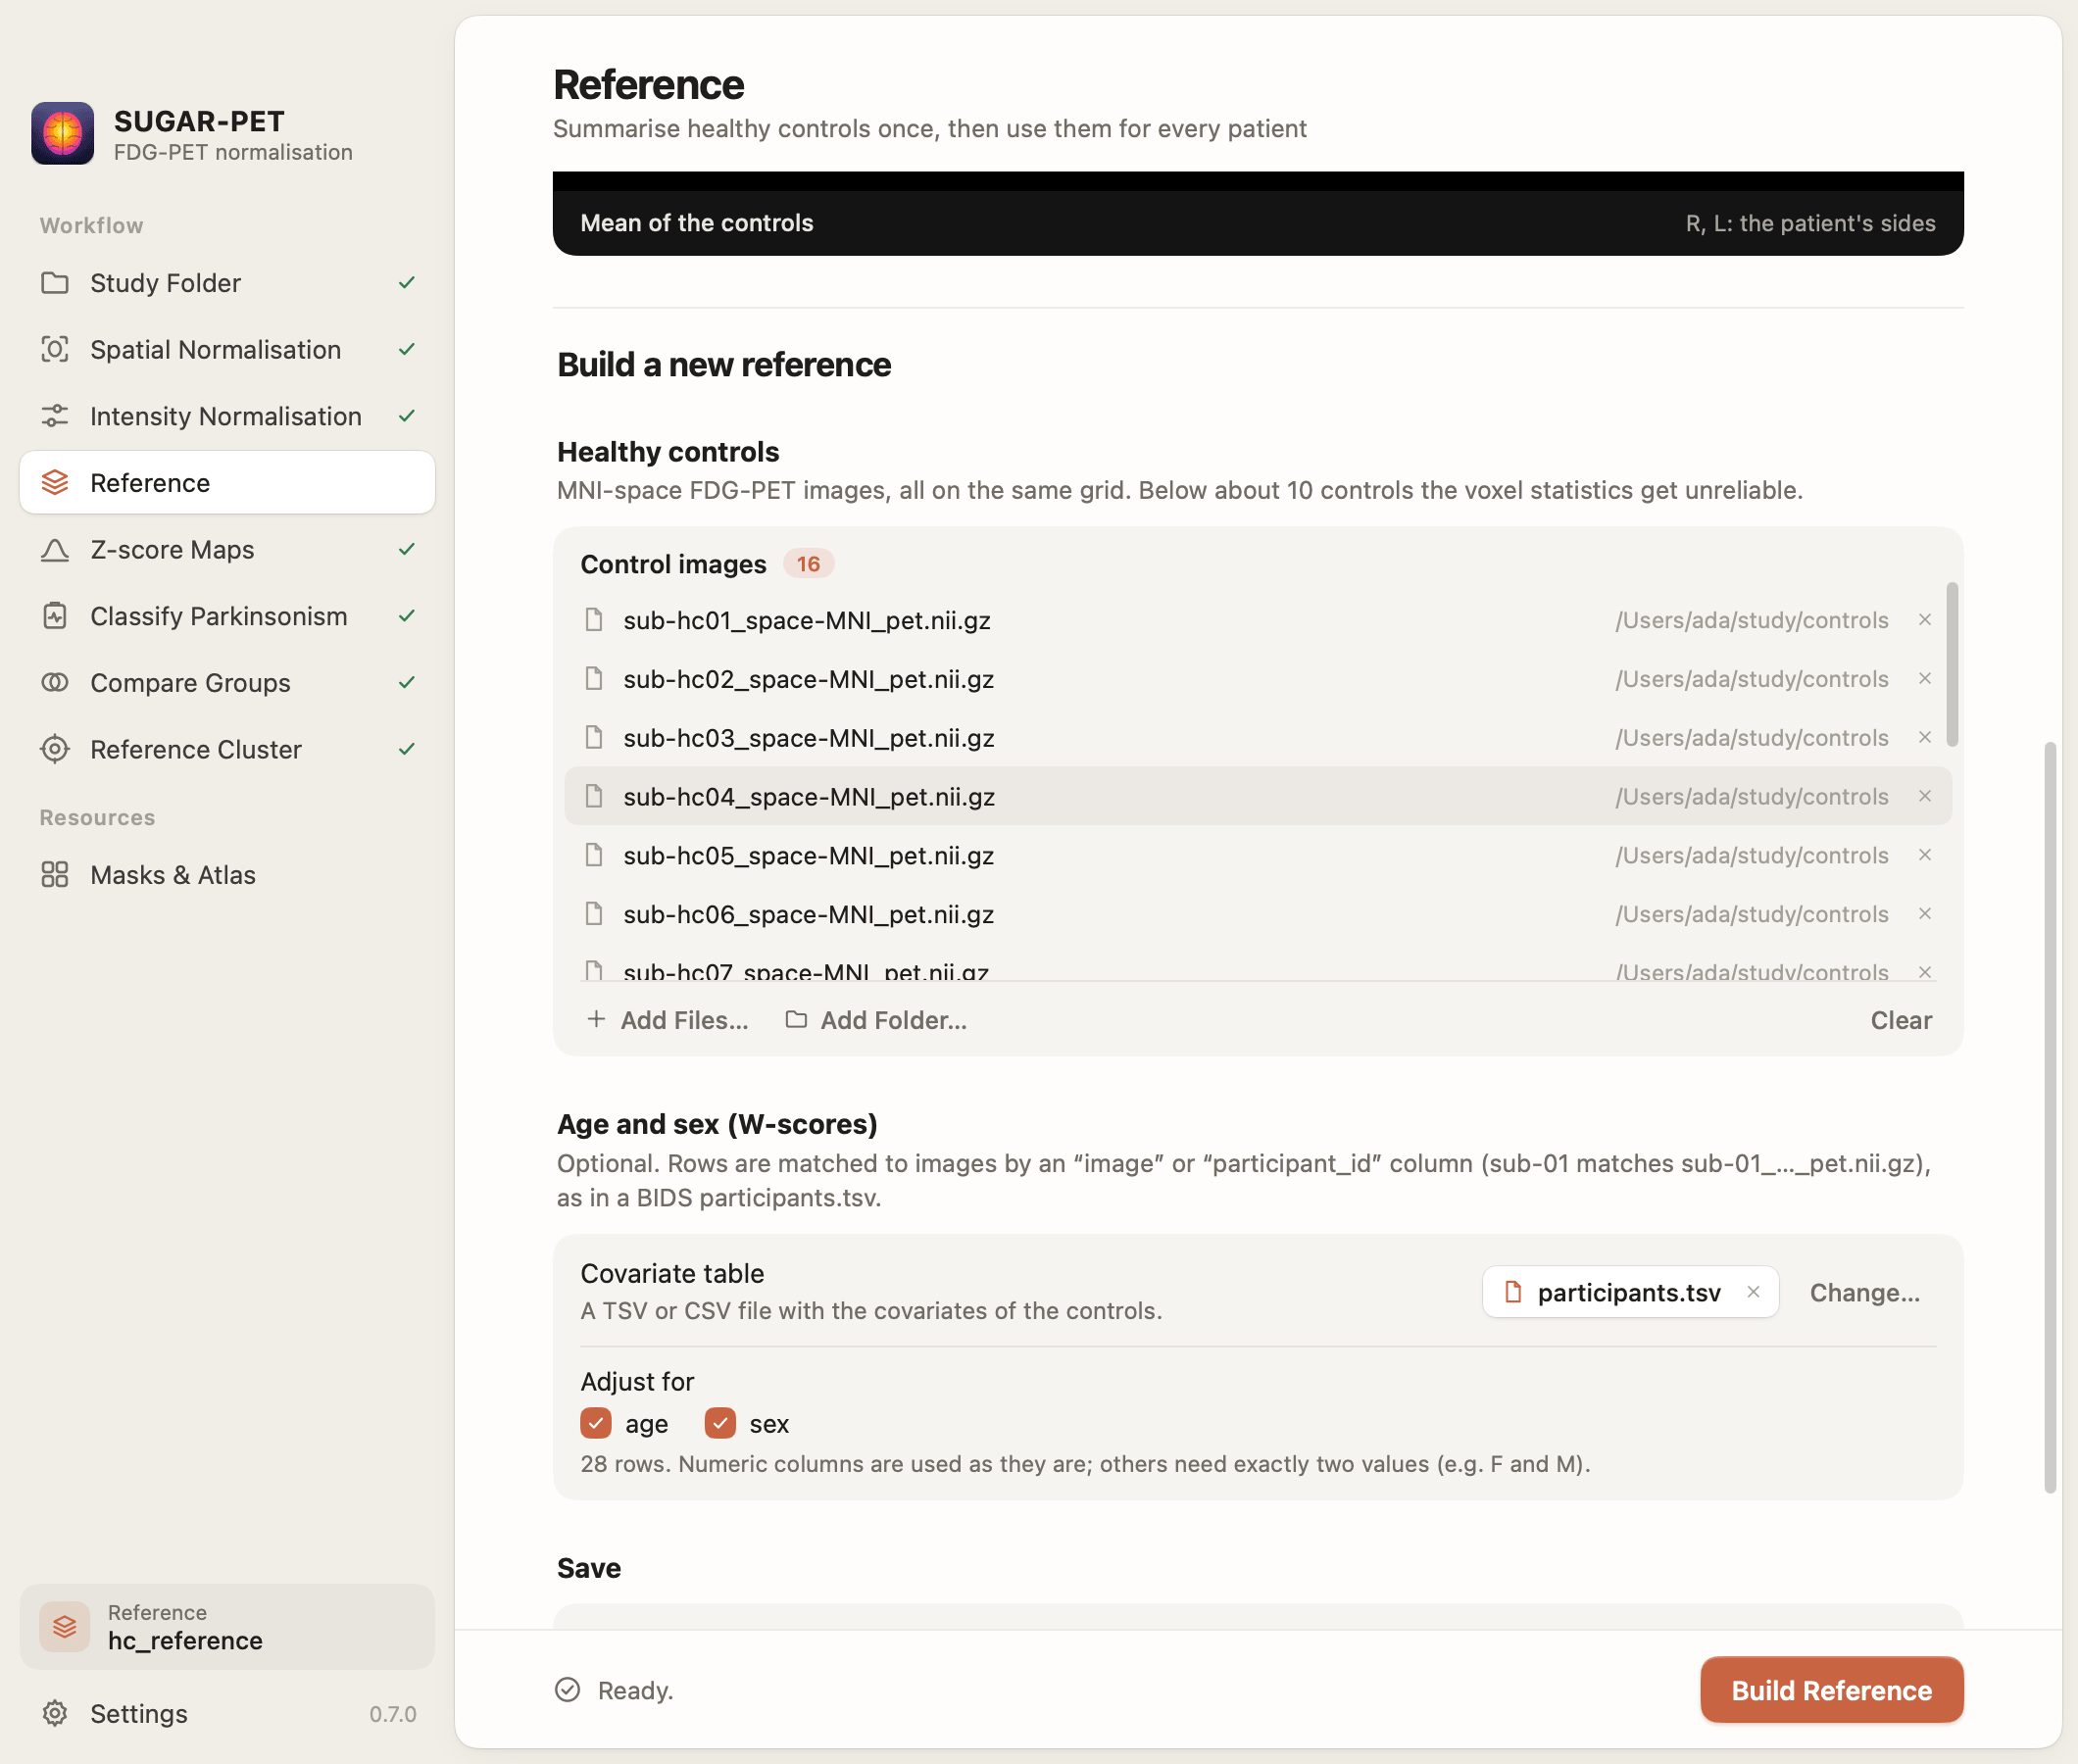 SUGAR-PET
FDG-PET normalisation
Workflow
Study Folder
Spatial Normalisation
Intensity Normalisation
Reference
Z-score Maps
Classify Parkinsonism
Compare Groups
Reference Cluster
Resources
Masks & Atlas
Reference
hc_reference
Settings 0.7.0
Reference
Summarise healthy controls once, then use them for every patient
Mean of the controls R, L: the patient's sides
Build a new reference
Healthy controls
MNI-space FDG-PET images, all on the same grid. Below about 10 controls the voxel statistics get unreliable.
Control images 16
sub-hc01_space-MNI_pet.nii.gz /Users/ada/study/controls
sub-hc02_space-MNI_pet.nii.gz /Users/ada/study/controls
sub-hc03_space-MNI_pet.nii.gz /Users/ada/study/controls
sub-hc04_space-MNI_pet.nii.gz /Users/ada/study/controls
sub-hc05_space-MNI_pet.nii.gz /Users/ada/study/controls
sub-hc06_space-MNI_pet.nii.gz /Users/ada/study/controls
sub-hc07_space-MNI_pet.nii.gz /Users/ada/study/controls
Add Files... Add Folder... Clear
Age and sex (W-scores)
Optional. Rows are matched to images by an “image” or “participant_id” column (sub-01 matches sub-01_..._pet.nii.gz),
as in a BIDS participants.tsv.
Covariate table
A TSV or CSV file with the covariates of the controls.
participants.tsv Change...
Adjust for
age sex
28 rows. Numeric columns are used as they are; others need exactly two values (e.g. F and M).
Save
Ready. Build Reference